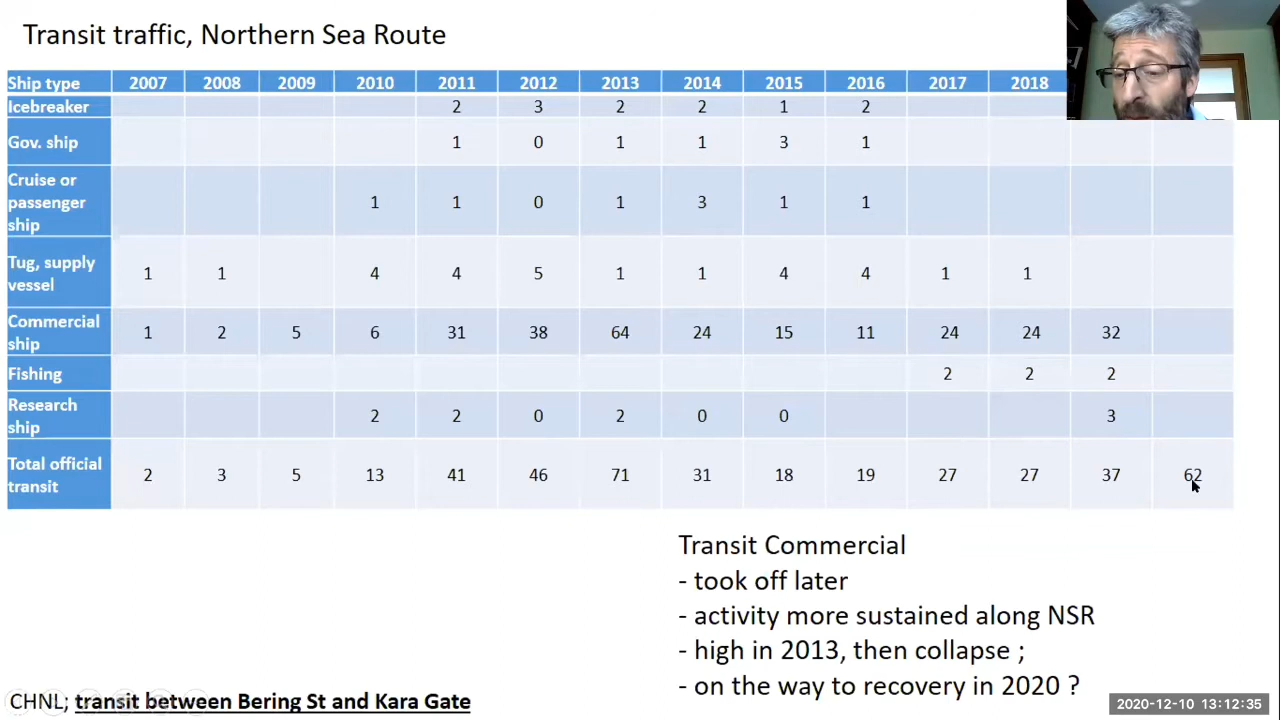 Transit traffic, Northern Sea Route
Ship type 2007 2008 2009 2010 2011 2012 2013 2014 2015 2016 2017 2018
Icebreaker 2 3 2 2 1 2
Gov. ship 1 0 1 1 3 1
Cruise or
passenger 1 1 0 1 3 1 1
ship
Tug, supply
vessel 1 1 4 4 5 1 1 4 4 1 1
Commercial
ship 1 2 5 6 31 38 64 24 15 11 24 24 32
Fishing 2 2 2
Research
ship 2 2 0 2 0 0 3
Total official
transit 2 3 5 13 41 46 71 31 18 19 27 27 37 62
Transit Commercial
- took off later
- activity more sustained along NSR
- high in 2013, then collapse ;
- on the way to recovery in 2020 ?
CHNL; transit between Bering St and Kara Gate
2020-12-10 13:12:35